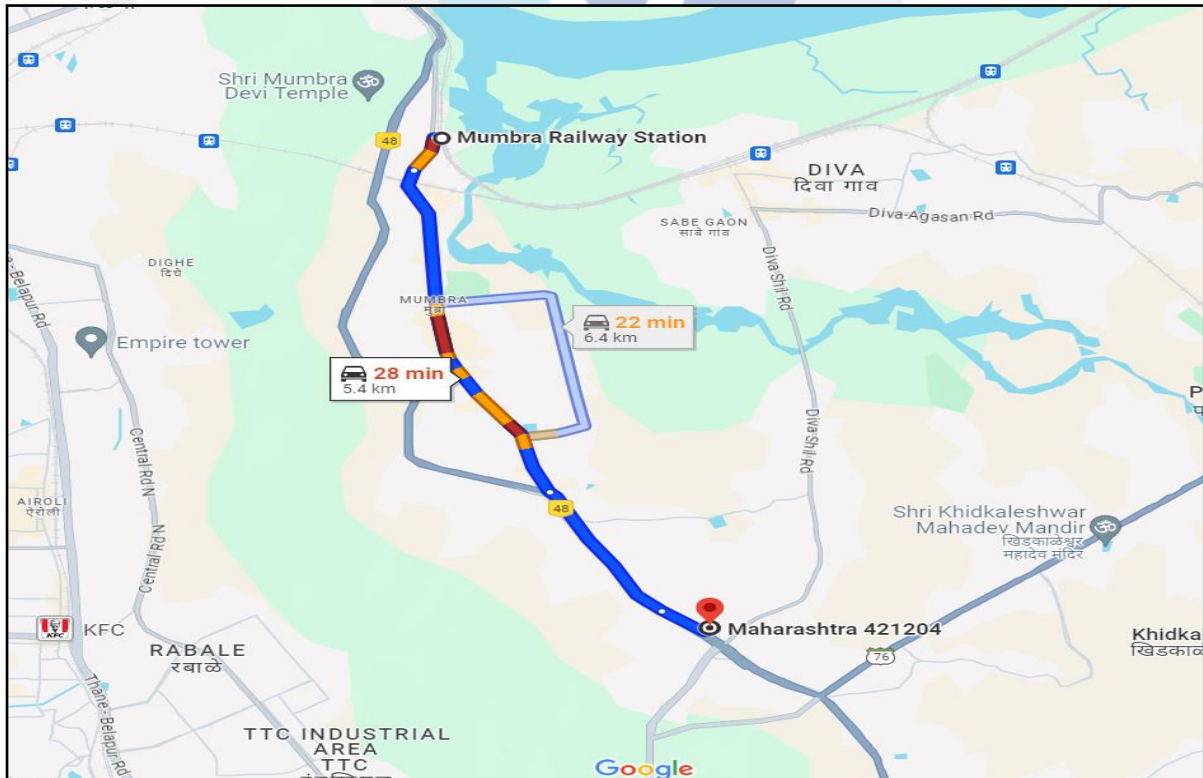 Shri Mumbra
Devi Temple
48
Mumbra Railway Station
DIVA
दिवा गाव
SABE GAON
साबे गांव
Diva-Agasan Rd
Diva Shil Rd
DIGHE
दिघे
Belapur Rd
MUMBRA
मुंब्रा
22 min
6.4 km
Empire tower
28 min
5.4 km
Central Rd N
Diva Shil Rd
AIROLI
ऐरोली
48
Shri Khidkaleshwar
Mahadev Mandir
खिडकाळेश्वर
महादेव मंदिर
Central Rd N
KFC
KFC
Maharashtra 421204
RABALE
रबाळे
76
Thane - Belapur Rd
TTC INDUSTRIAL
AREA
TTC
Google